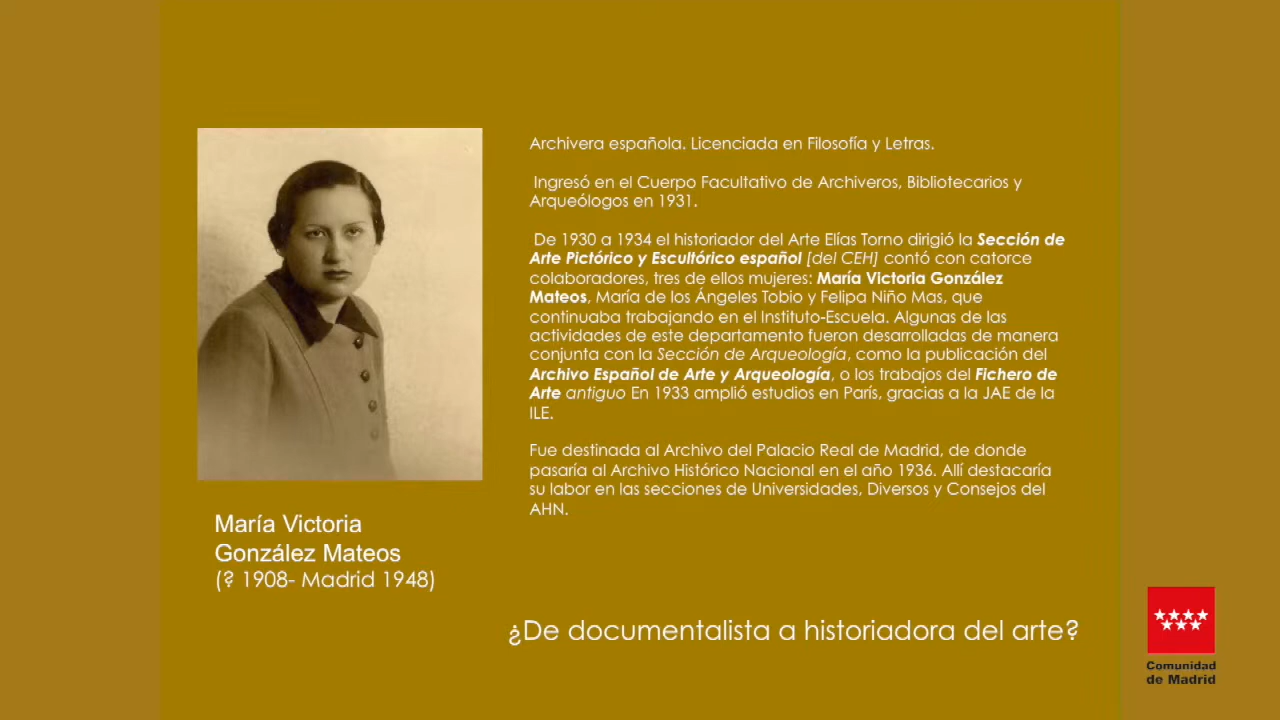 Archivera española. Licenciada en Filosofía y Letras.
Ingresó en el Cuerpo Facultativo de Archiveros, Bibliotecarios y
Arqueólogos en 1931.
De 1930 a 1934 el historiador del Arte Elías Torno dirigió la Sección de
Arte Pictórico y Escultórico español [del CEH] contó con catorce
colaboradores, tres de ellos mujeres: María Victoria González
Mateos, María de los Ángeles Tobio y Felipa Niño Mas, que
continuaba trabajando en el Instituto-Escuela. Algunas de las
actividades de este departamento fueron desarrolladas de manera
conjunta con la Sección de Arqueología, como la publicación del
Archivo Español de Arte y Arqueología, o los trabajos del Fichero de
Arte antiguo En 1933 amplió estudios en París, gracias a la JAE de la
ILE.
Fue destinada al Archivo del Palacio Real de Madrid, de donde
pasaría al Archivo Histórico Nacional en el año 1936. Allí destacaría
su labor en las secciones de Universidades, Diversos y Consejos del
AHN.
María Victoria
González Mateos
(? 1908- Madrid 1948)
¿De documentalista a historiadora del arte?
Comunidad
de Madrid